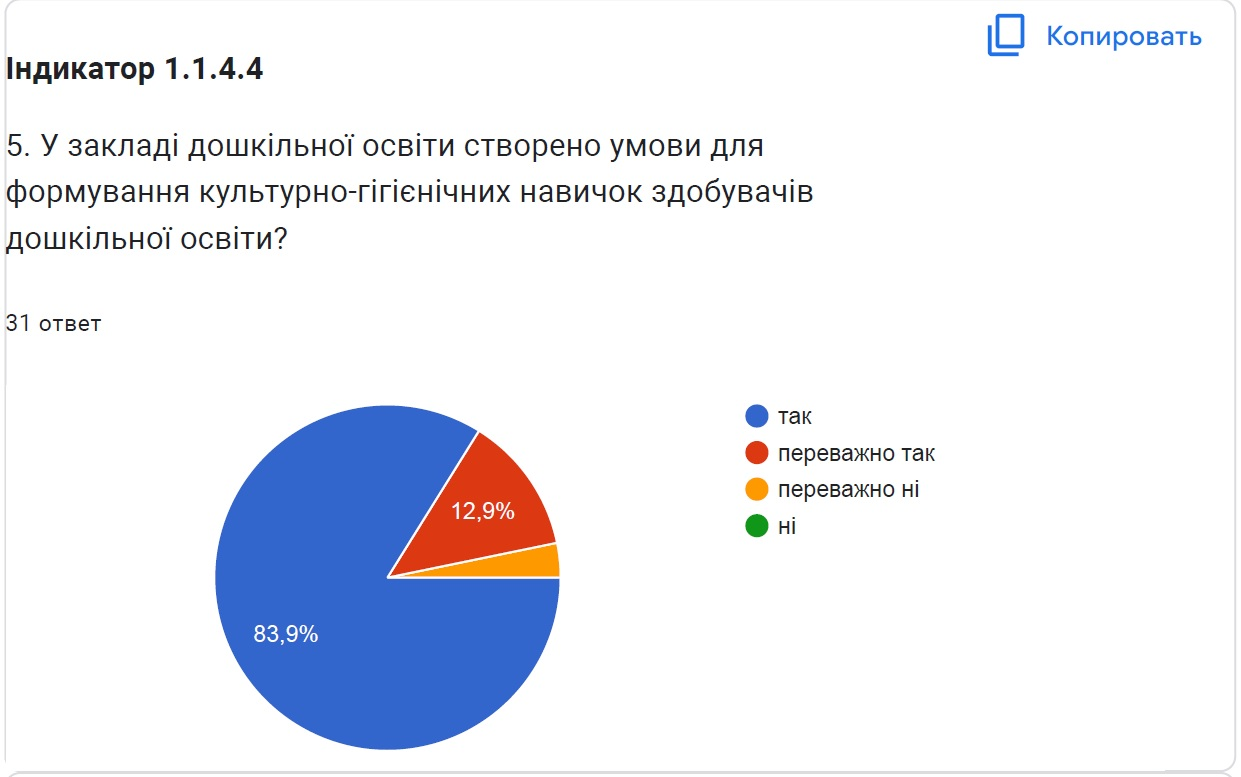 Копировать
Індикатор 1.1.4.4
5. У закладі дошкільної освіти створено умови для
формування культурно-гігієнічних навичок здобувачів
дошкільної освіти?
31 ответ
так
переважно так
переважно ні
ні
12,9%
83,9%